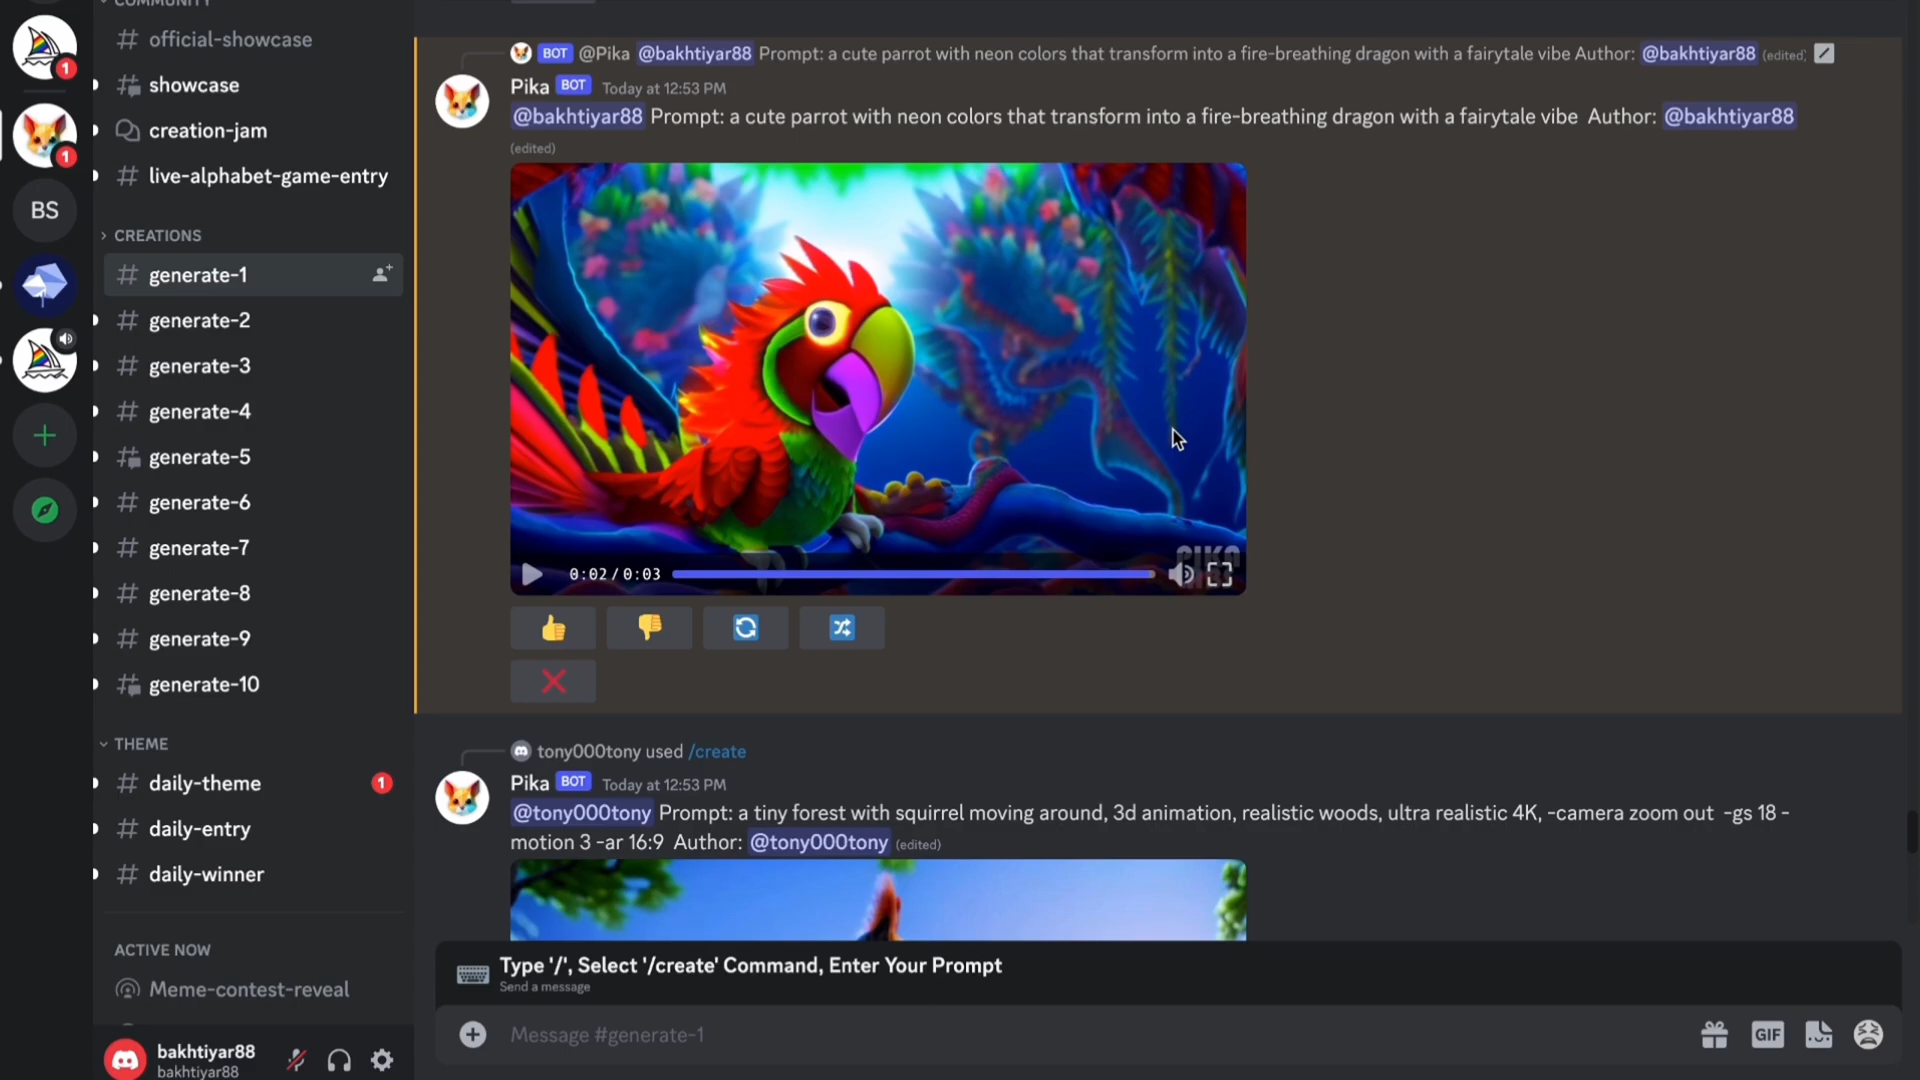 COMMUNITY
official-showcase
showcase
creation-jam
live-alphabet-game-entry
CREATIONS
generate-1
generate-2
generate-3
generate-4
generate-5
generate-6
generate-7
generate-8
generate-9
generate-10
THEME
daily-theme 1
daily-entry
daily-winner
ACTIVE NOW
Meme-contest-reveal
bakhtiyar88
bakhtiyar88
1
1
BS
BOT @Pika @bakhtiyar88 Prompt: a cute parrot with neon colors that transform into a fire-breathing dragon with a fairytale vibe Author: @bakhtiyar88 (edited)
Pika BOT Today at 12:53 PM
@bakhtiyar88 Prompt: a cute parrot with neon colors that transform into a fire-breathing dragon with a fairytale vibe Author: @bakhtiyar88
(edited)
PIKA
0:02/0:03
tony000tony used /create
Pika BOT Today at 12:53 PM
@tony000tony Prompt: a tiny forest with squirrel moving around, 3d animation, realistic woods, ultra realistic 4K, -camera zoom out -gs 18 -
motion 3 -ar 16:9 Author: @tony000tony (edited)
Type '/', Select '/create' Command, Enter Your Prompt
Send a message
Message #generate-1
GIF